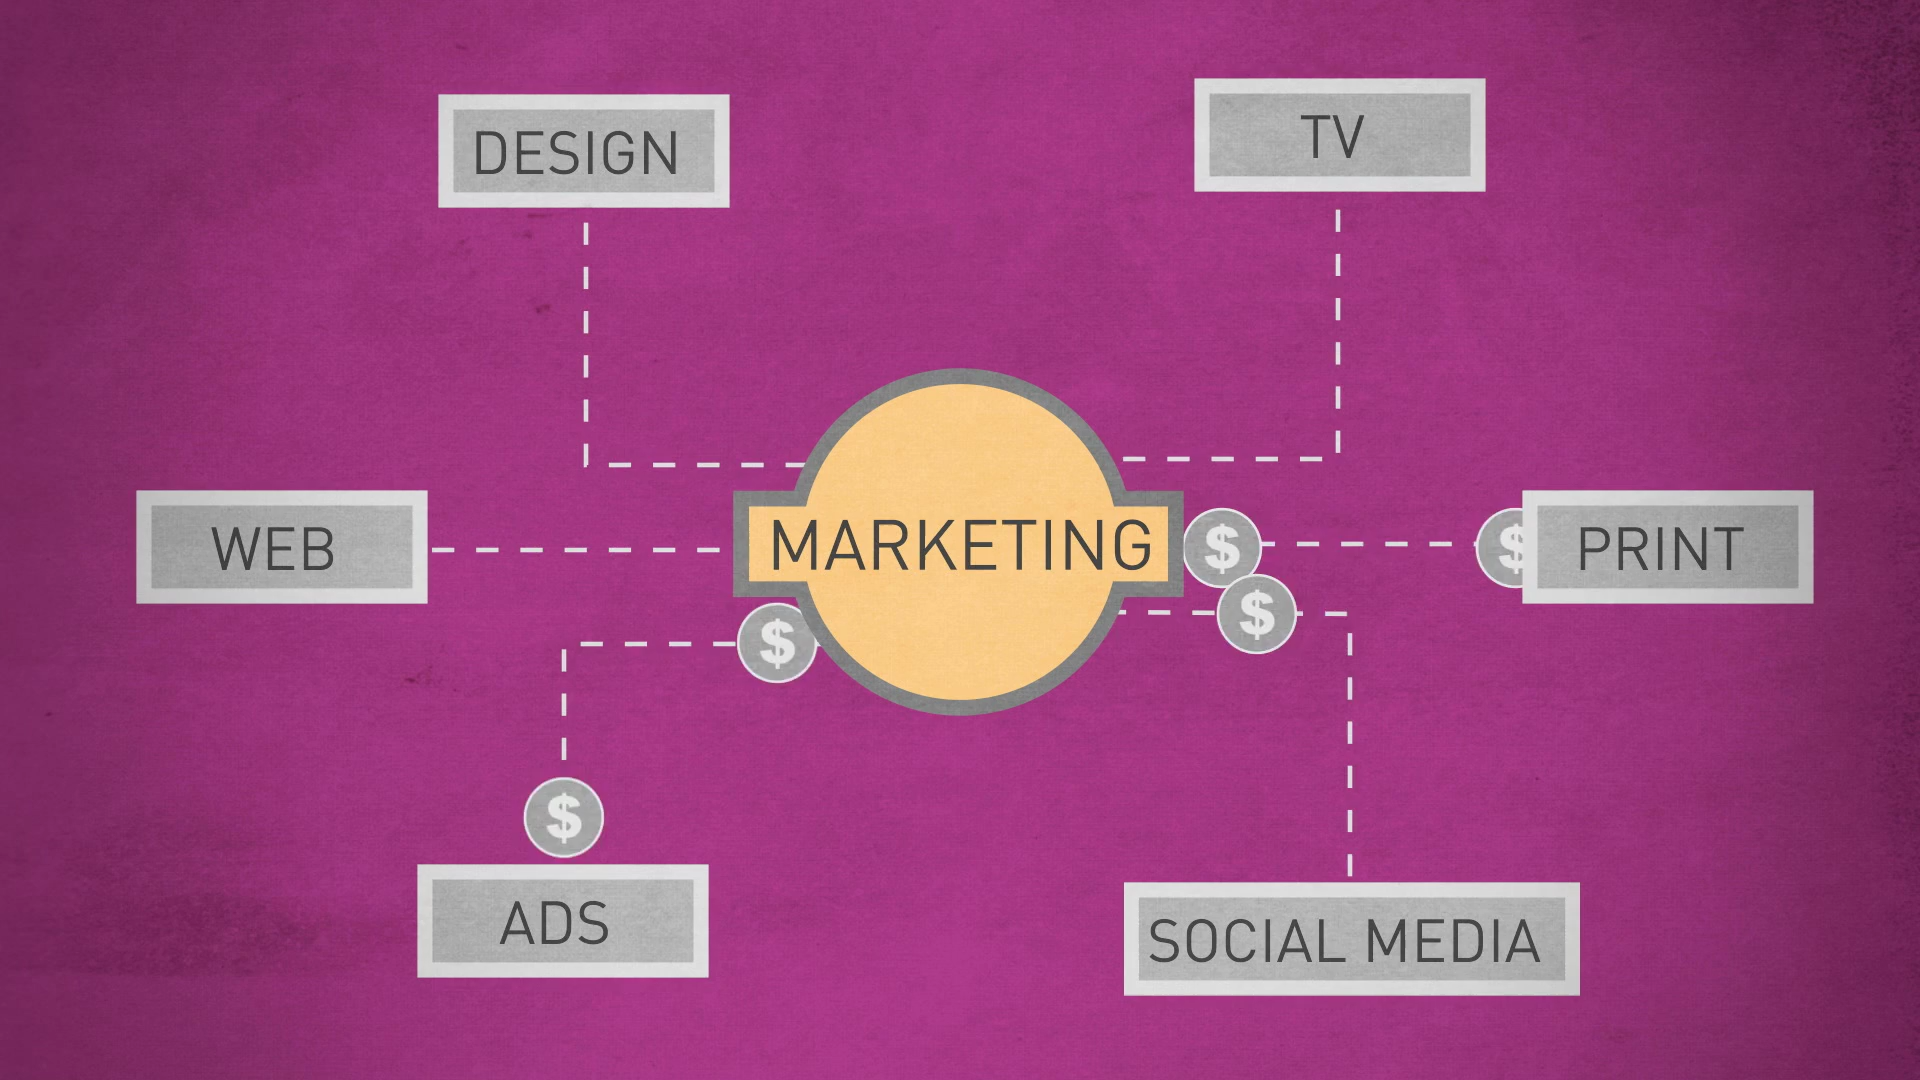 DESIGN
TV
WEB
MARKETING
$
$
PRINT
$
$
$
ADS
SOCIAL MEDIA